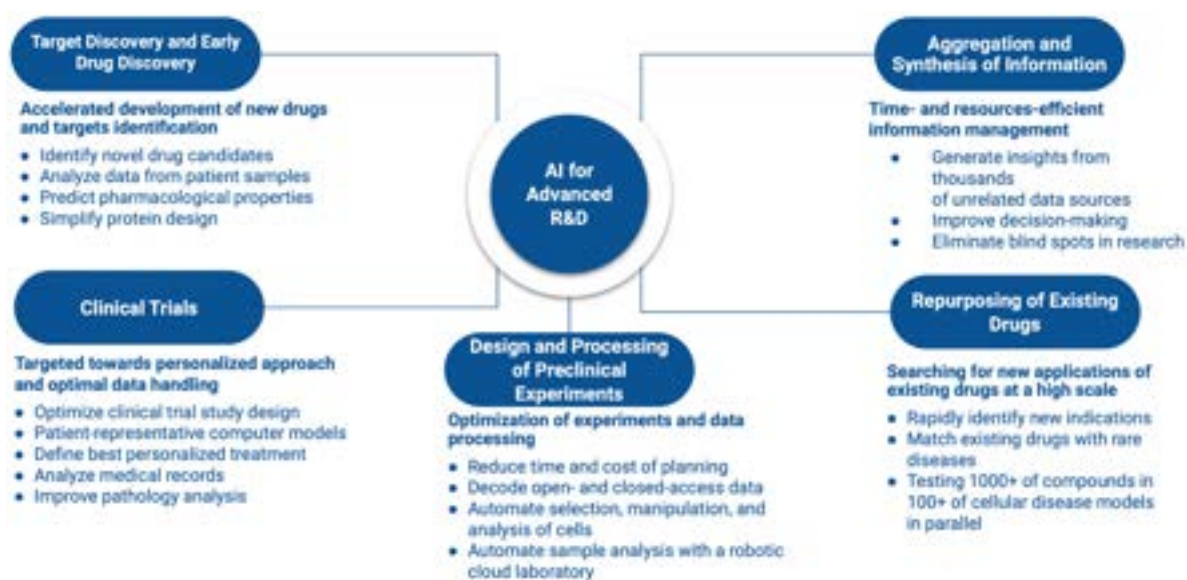 Target Discovery and Early
Drug Discovery
Accelerated development of new drugs
and targets identification
● Identify novel drug candidates
● Analyze data from patient samples
● Predict pharmacological properties
● Simplify protein design
Clinical Trials
Targeted towards personalized approach
and optimal data handling
● Optimize clinical trial study design
● Patient-representative computer models
● Define best personalized treatment
● Analyze medical records
● Improve pathology analysis
AI for
Advanced
R&D
Design and Processing
of Preclinical
Experiments
Optimization of experiments and data
processing
● Reduce time and cost of planning
● Decode open- and closed-access data
● Automate selection, manipulation, and
analysis of cells
● Automate sample analysis with a robotic
cloud laboratory
Aggregation and
Synthesis of Information
Time- and resources-efficient
information management
● Generate insights from
thousands
of unrelated data sources
● Improve decision-making
● Eliminate blind spots in research
Repurposing of Existing
Drugs
Searching for new applications of
existing drugs at a high scale
● Rapidly identify new indications
● Match existing drugs with rare
diseases
● Testing 1000+ of compounds in
100+ of cellular disease models
in parallel